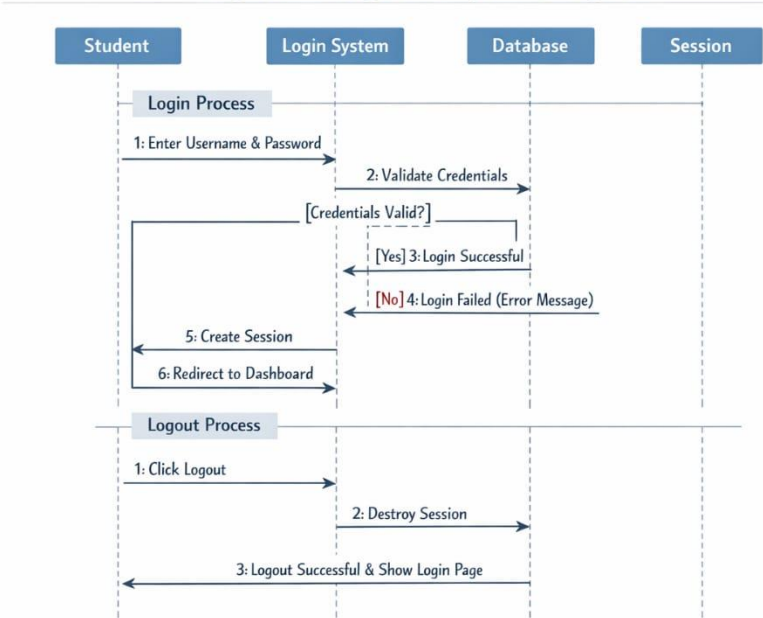 Student
Login System
Database
Session
Login Process
1: Enter Username & Password
2: Validate Credentials
[Credentials Valid?]
[Yes] 3: Login Successful
[No] 4: Login Failed (Error Message)
5: Create Session
6: Redirect to Dashboard
Logout Process
1: Click Logout
2: Destroy Session
3: Logout Successful & Show Login Page